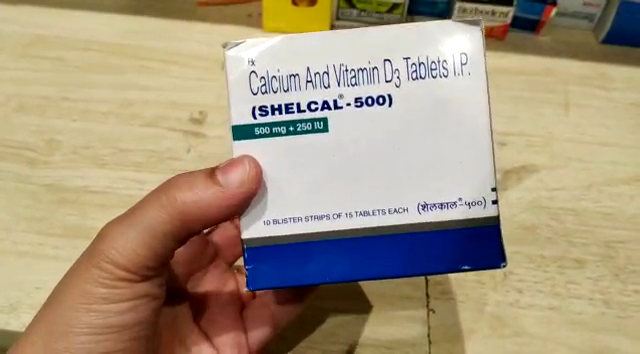 Rx
Calcium And Vitamin D3 Tablets I.P.
(SHELCAL®-500)
500 mg + 250 IU
10 BLISTER STRIPS OF 15 TABLETS EACH (शेलकाल®-५००)